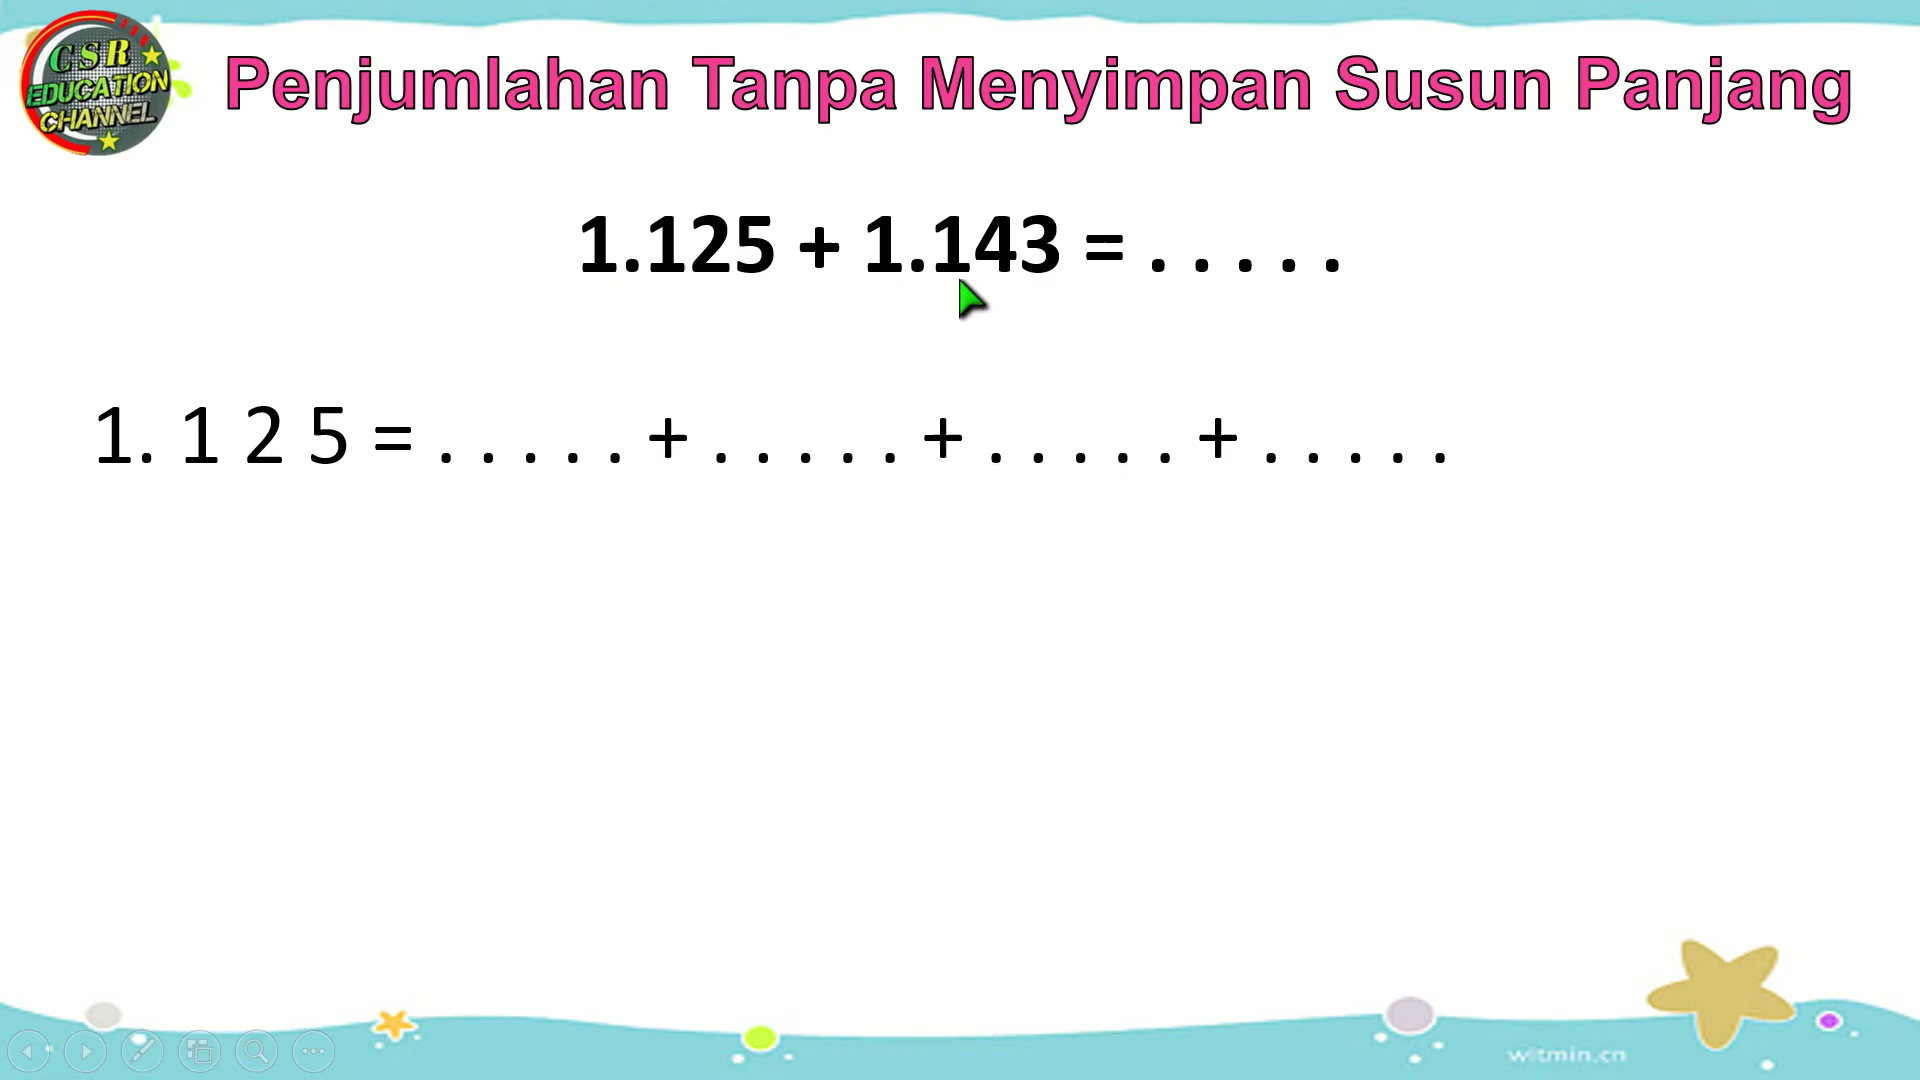 CSR
EDUCATION
CHANNEL
Penjumlahan Tanpa Menyimpan Susun Panjang
1.125 + 1.143 = . . . . .
1. 1 2 5 = . . . . . + . . . . . + . . . . . + . . . . .
witmin.cn